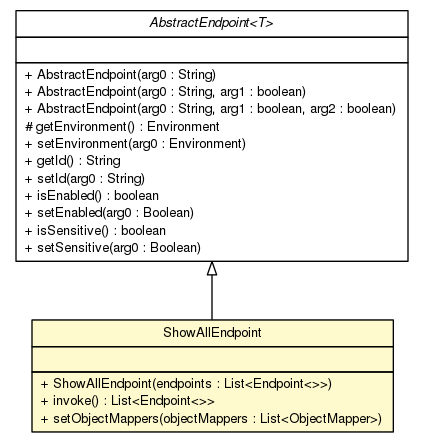 AbstractEndpoint<T>
+ AbstractEndpoint(arg0 : String)
+ AbstractEndpoint(arg0 : String, arg1 : boolean)
+ AbstractEndpoint(arg0 : String, arg1 : boolean, arg2 : boolean)
# getEnvironment() : Environment
+ setEnvironment(arg0 : Environment)
+ getId() : String
+ setId(arg0 : String)
+ isEnabled() : boolean
+ setEnabled(arg0 : Boolean)
+ isSensitive() : boolean
+ setSensitive(arg0 : Boolean)
ShowAllEndpoint
+ ShowAllEndpoint(endpoints : List<Endpoint<>>)
+ invoke() : List<Endpoint<>>
+ setObjectMappers(objectMappers : List<ObjectMapper>)